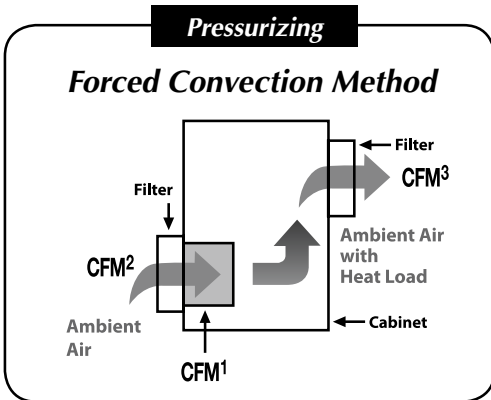 Pressurizing
Forced Convection Method
Filter
CFM³
Filter
Ambient Air
with
Heat Load
CFM²
Cabinet
Ambient
Air
CFM¹